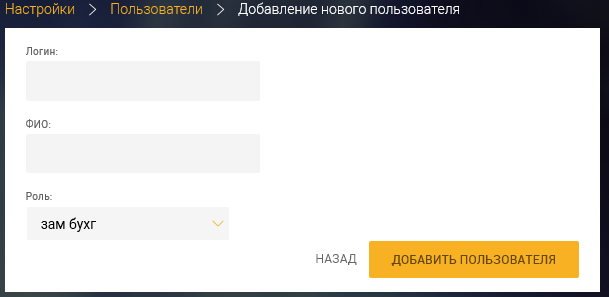 Настройки > Пользователи > Добавление нового пользователя
Логин:
ФИО:
Роль:
зам бухг
НАЗАД ДОБАВИТЬ ПОЛЬЗОВАТЕЛЯ